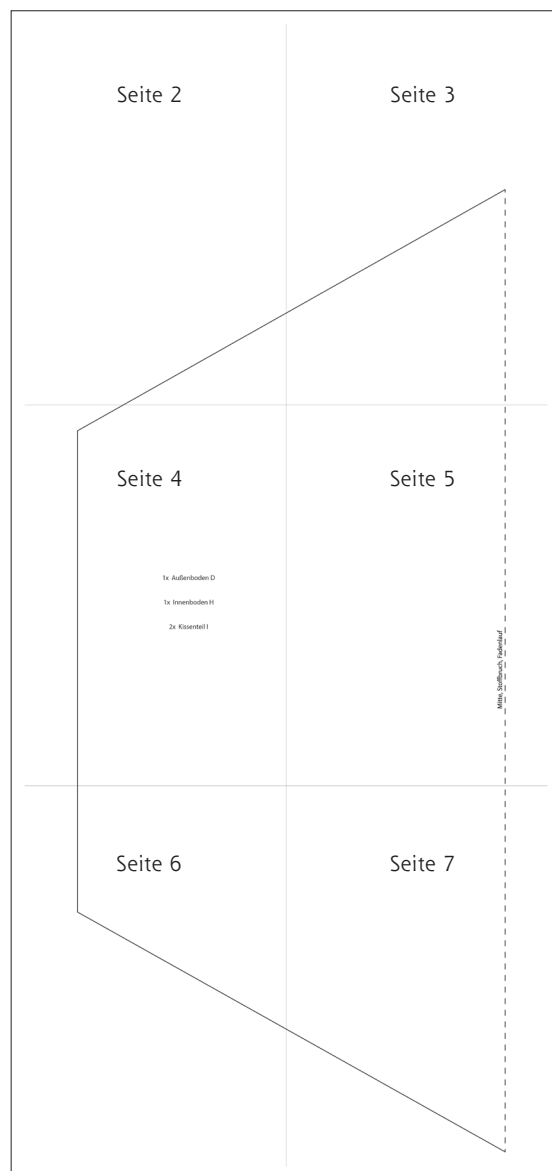 Seite 2
Seite 3
Seite 4
Seite 5
1x Außenboden D
1x Innenboden H
2x Kissenteil I
Mitte, Stoffbruch, Fadenlauf
Seite 6
Seite 7